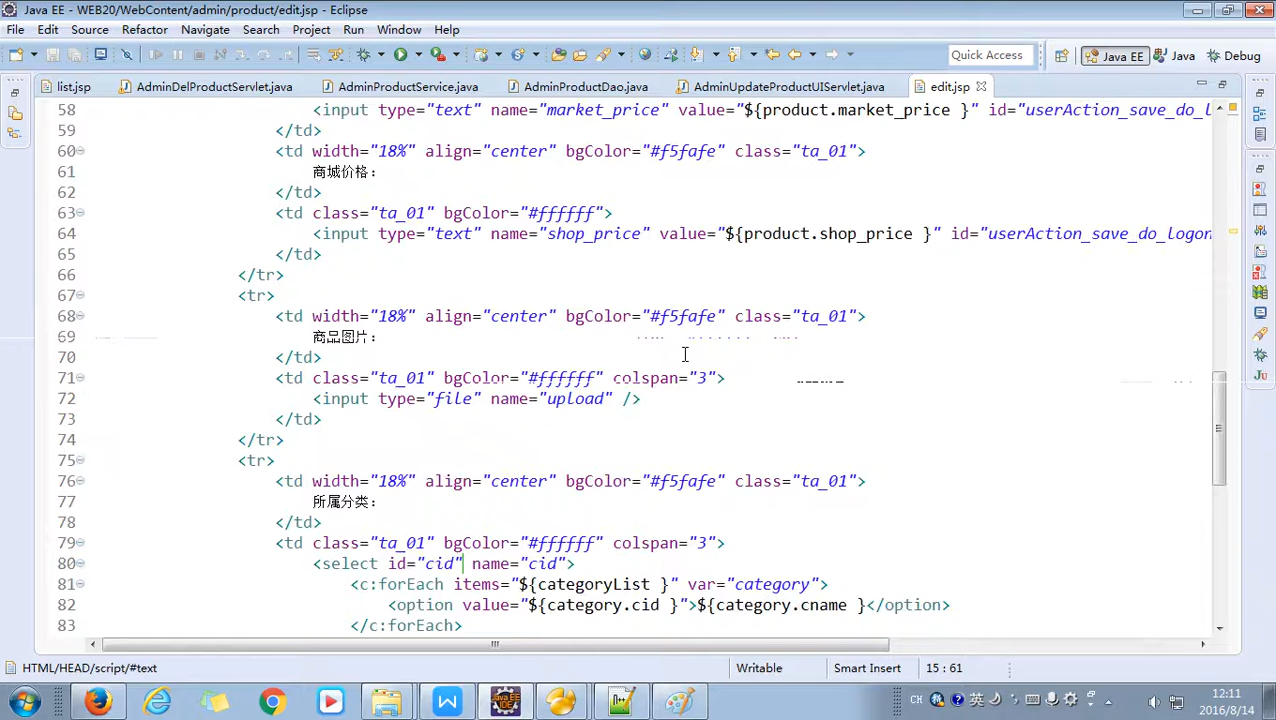 Java EE - WEB20/WebContent/admin/product/edit.jsp - Eclipse
File Edit Source Refactor Navigate Search Project Run Window Help
Quick Access Java EE Java Debug
list.jsp AdminDelProductServlet.java AdminProductService.java AdminProductDao.java AdminUpdateProductUIServlet.java edit.jsp
58 <input type="text" name="market_price" value="${product.market_price }" id="userAction_save_do_l
59 </td>
60 <td width="18%" align="center" bgColor="#f5fafe" class="ta_01">
61 商城价格：
62 </td>
63 <td class="ta_01" bgColor="#ffffff">
64 <input type="text" name="shop_price" value="${product.shop_price }" id="userAction_save_do_logon
65 </td>
66 </tr>
67 <tr>
68 <td width="18%" align="center" bgColor="#f5fafe" class="ta_01">
69 商品图片：
70 </td>
71 <td class="ta_01" bgColor="#ffffff" colspan="3">
72 <input type="file" name="upload" />
73 </td>
74 </tr>
75 <tr>
76 <td width="18%" align="center" bgColor="#f5fafe" class="ta_01">
77 所属分类：
78 </td>
79 <td class="ta_01" bgColor="#ffffff" colspan="3">
80 <select id="cid" name="cid">
81 <c:forEach items="${categoryList }" var="category">
82 <option value="${category.cid }">${category.cname }</option>
83 </c:forEach>
HTML/HEAD/script/#text Writable Smart Insert 15 : 61
CH 英 12:11
2016/8/14